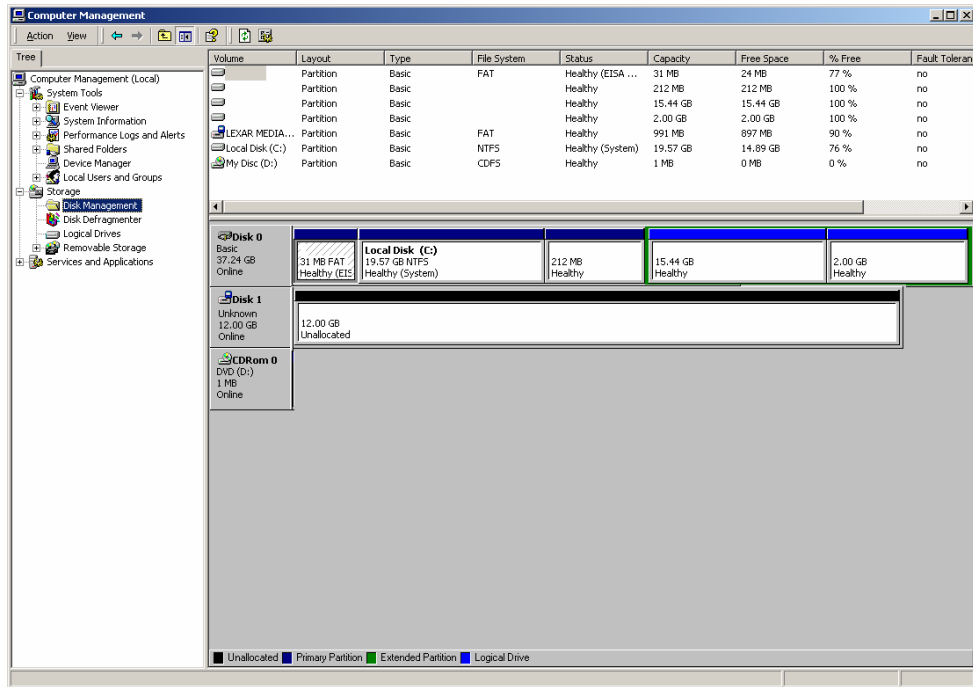 Computer Management
Action View
Tree
Computer Management (Local)
System Tools
Event Viewer
System Information
Performance Logs and Alerts
Shared Folders
Device Manager
Local Users and Groups
Storage
Disk Management
Disk Defragmenter
Logical Drives
Removable Storage
Services and Applications
Volume Layout Type File System Status Capacity Free Space % Free Fault Toleran
Partition Basic FAT Healthy (EISA ... 31 MB 24 MB 77 % no
Partition Basic Healthy 212 MB 212 MB 100 % no
Partition Basic Healthy 15.44 GB 15.44 GB 100 % no
Partition Basic Healthy 2.00 GB 2.00 GB 100 % no
LEXAR MEDIA... Partition Basic FAT Healthy 991 MB 897 MB 90 % no
Local Disk (C:) Partition Basic NTFS Healthy (System) 19.57 GB 14.89 GB 76 % no
My Disc (D:) Partition Basic CDFS Healthy 1 MB 0 MB 0 % no
Disk 0
Basic
37.24 GB
Online
31 MB FAT
Healthy (EIS
Local Disk (C:)
19.57 GB NTFS
Healthy (System)
212 MB
Healthy
15.44 GB
Healthy
2.00 GB
Healthy
Disk 1
Unknown
12.00 GB
Online
12.00 GB
Unallocated
CDRom 0
DVD (D:)
1 MB
Online
Unallocated Primary Partition Extended Partition Logical Drive